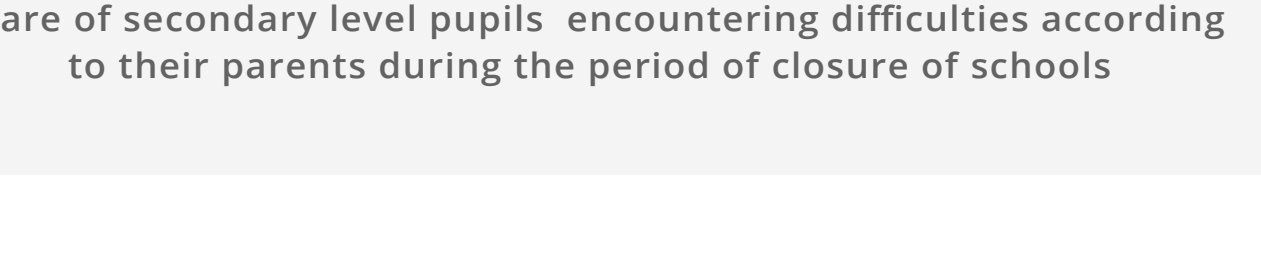 are of secondary level pupils  encountering difficulties according
to their parents during the period of closure of schools